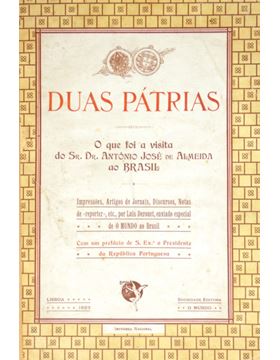 DUAS PÁTRIAS
O que foi a visita
do Sr. Dr. António José de Almeida
ao BRASIL
Impressões, Artigos de Jornais, Discursos, Notas
de «reporter», etc., por Luís Derouet, enviado especial
de O MUNDO ao Brasil
Com um prefácio de S. Ex.ª o Presidente
da República Portuguesa
LISBOA
SOCIEDADE EDITORA
O MUNDO
Imprensa Nacional